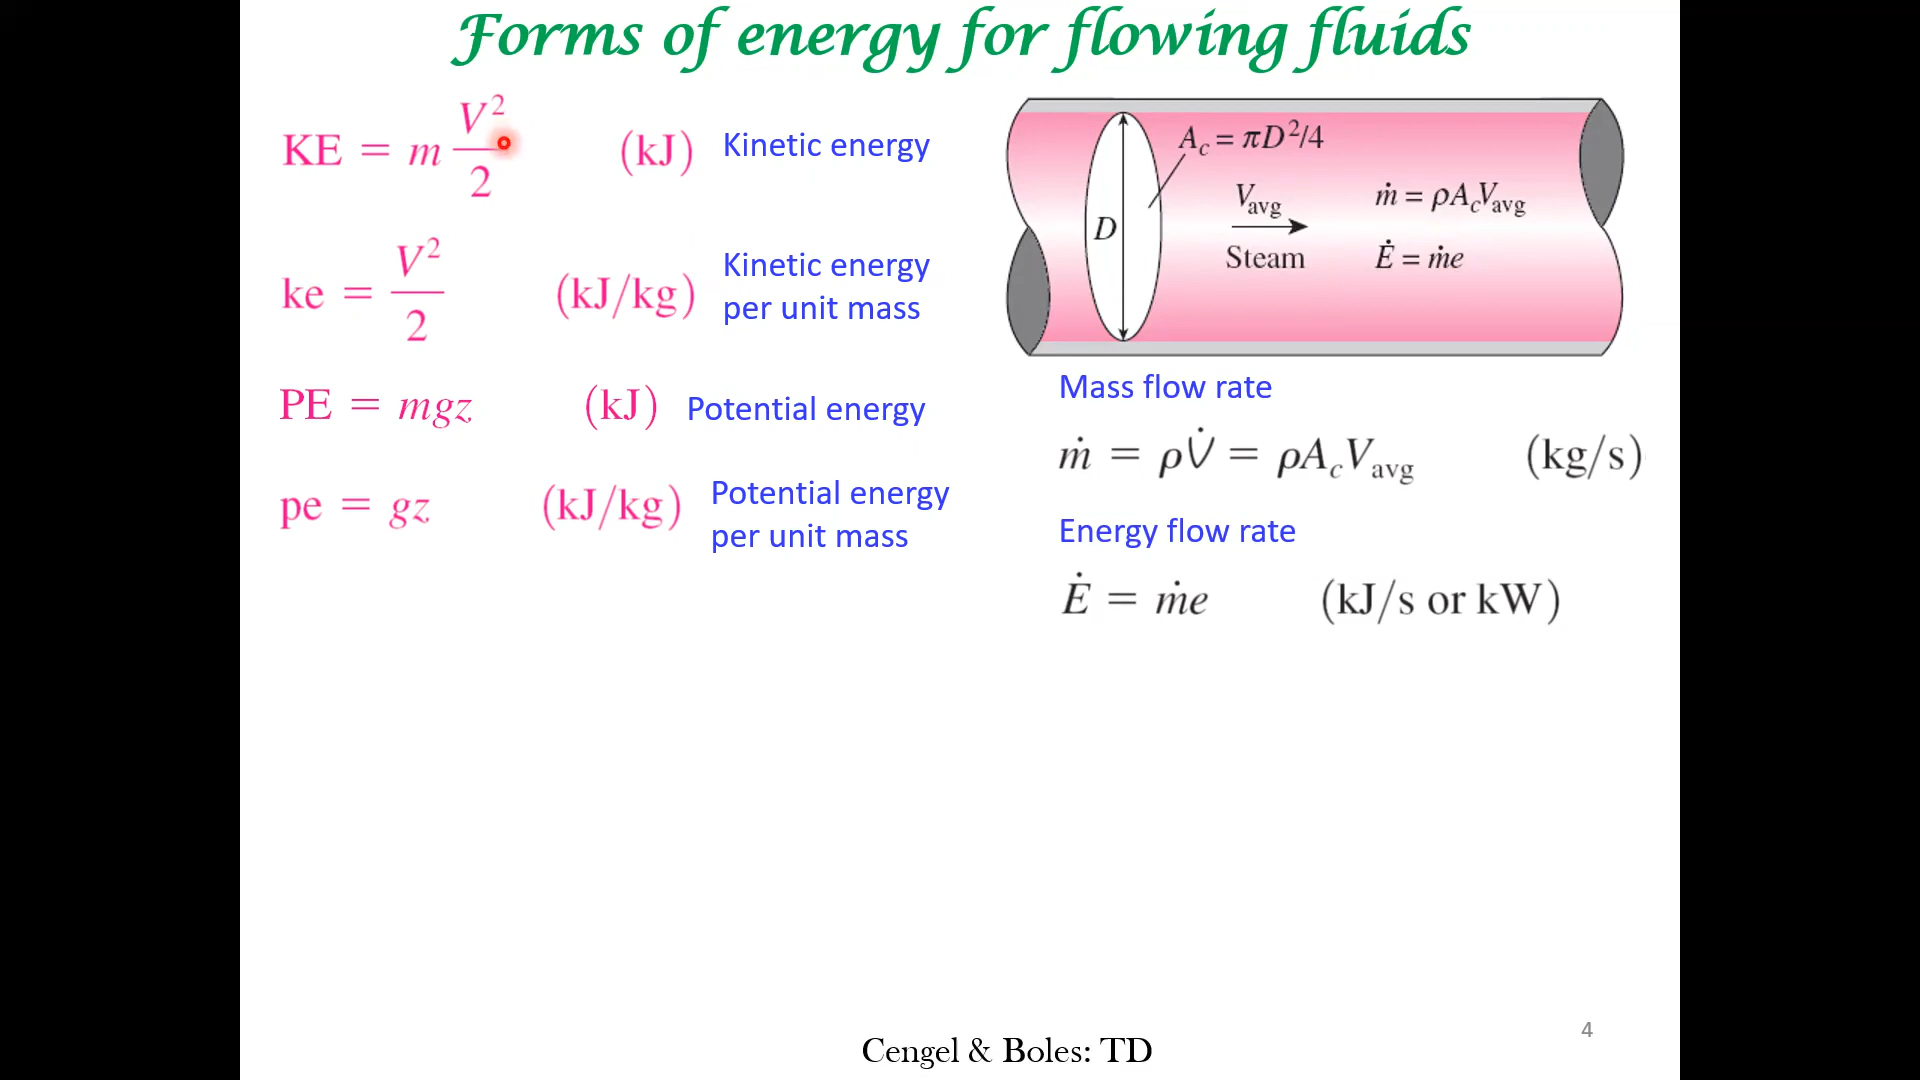 Forms of energy for flowing fluids
KE = m V²/2 (kJ) Kinetic energy
ke = V²/2 (kJ/kg) Kinetic energy
per unit mass
PE = mgz (kJ) Potential energy
pe = gz (kJ/kg) Potential energy
per unit mass
A_c = πD²/4
D
V_avg
Steam
ṁ = ρA_cV_avg
Ė = ṁe
Mass flow rate
ṁ = ρV̇ = ρA_cV_avg (kg/s)
Energy flow rate
Ė = ṁe (kJ/s or kW)
4
Cengel & Boles: TD